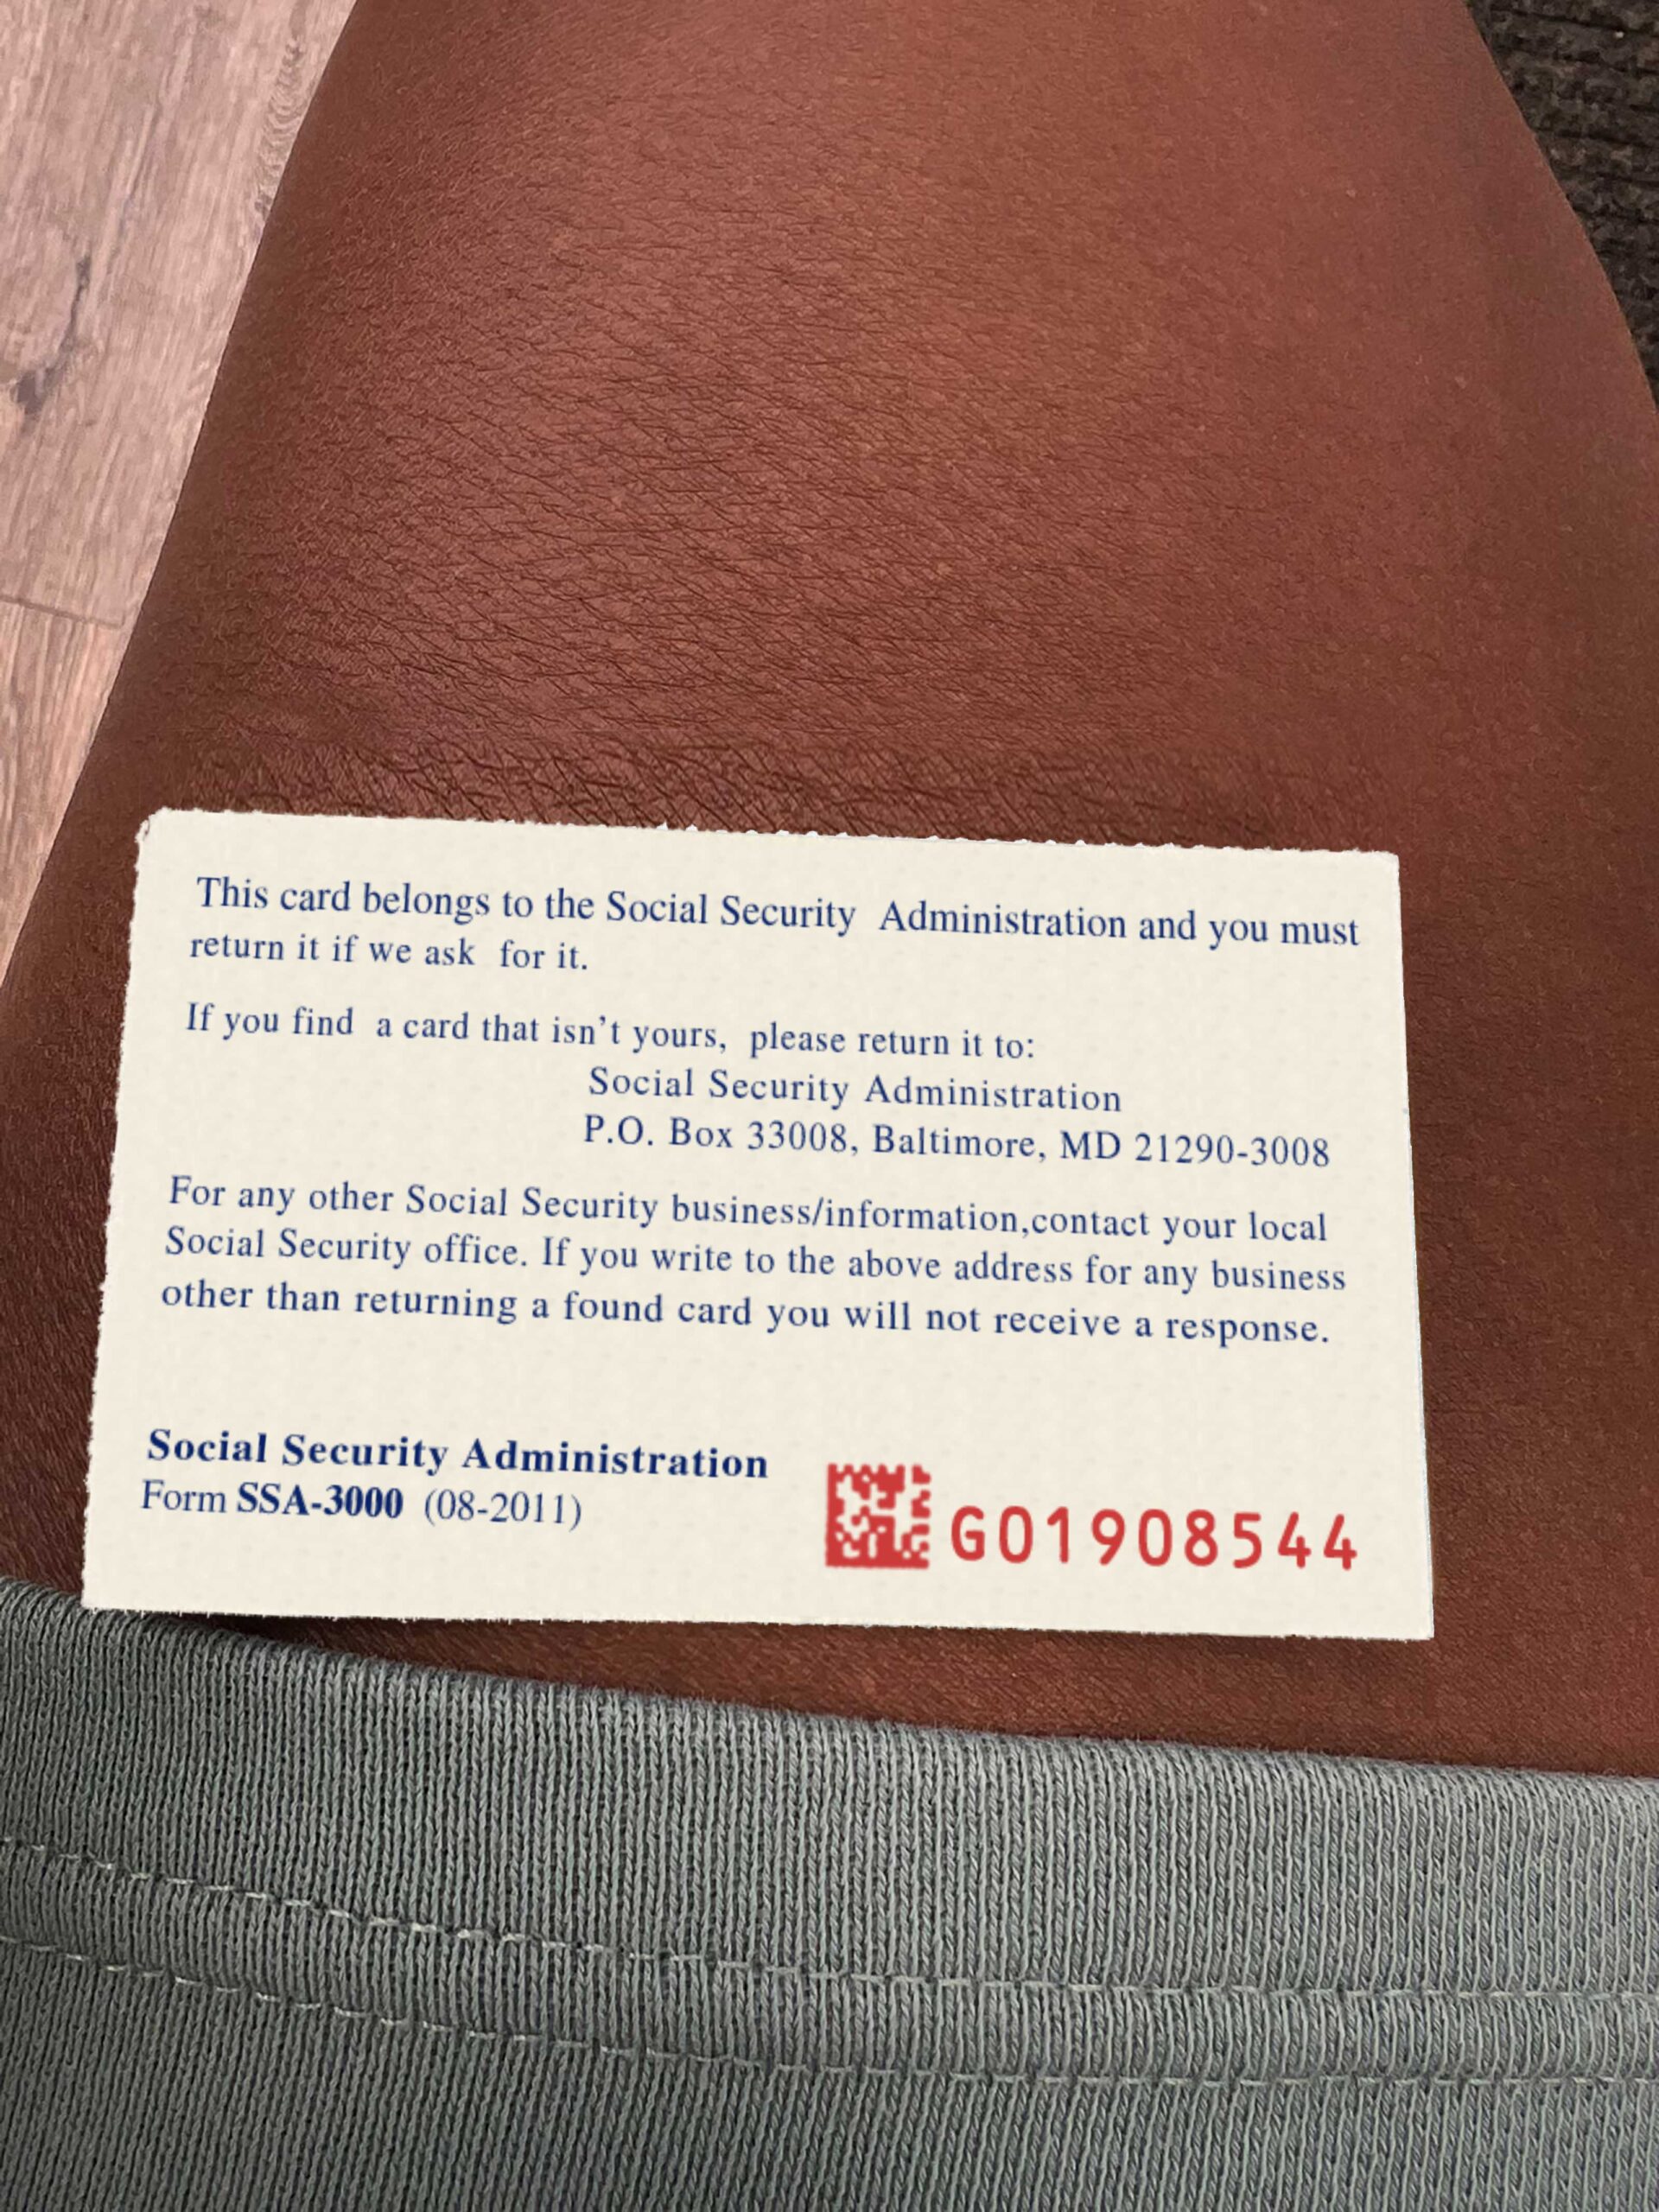 This card belongs to the Social Security Administration and you must
return it if we ask for it.
If you find a card that isn't yours, please return it to:
Social Security Administration
P.O. Box 33008, Baltimore, MD 21290-3008
For any other Social Security business/information,contact your local
Social Security office. If you write to the above address for any business
other than returning a found card you will not receive a response.
Social Security Administration
Form SSA-3000 (08-2011)
G01908544